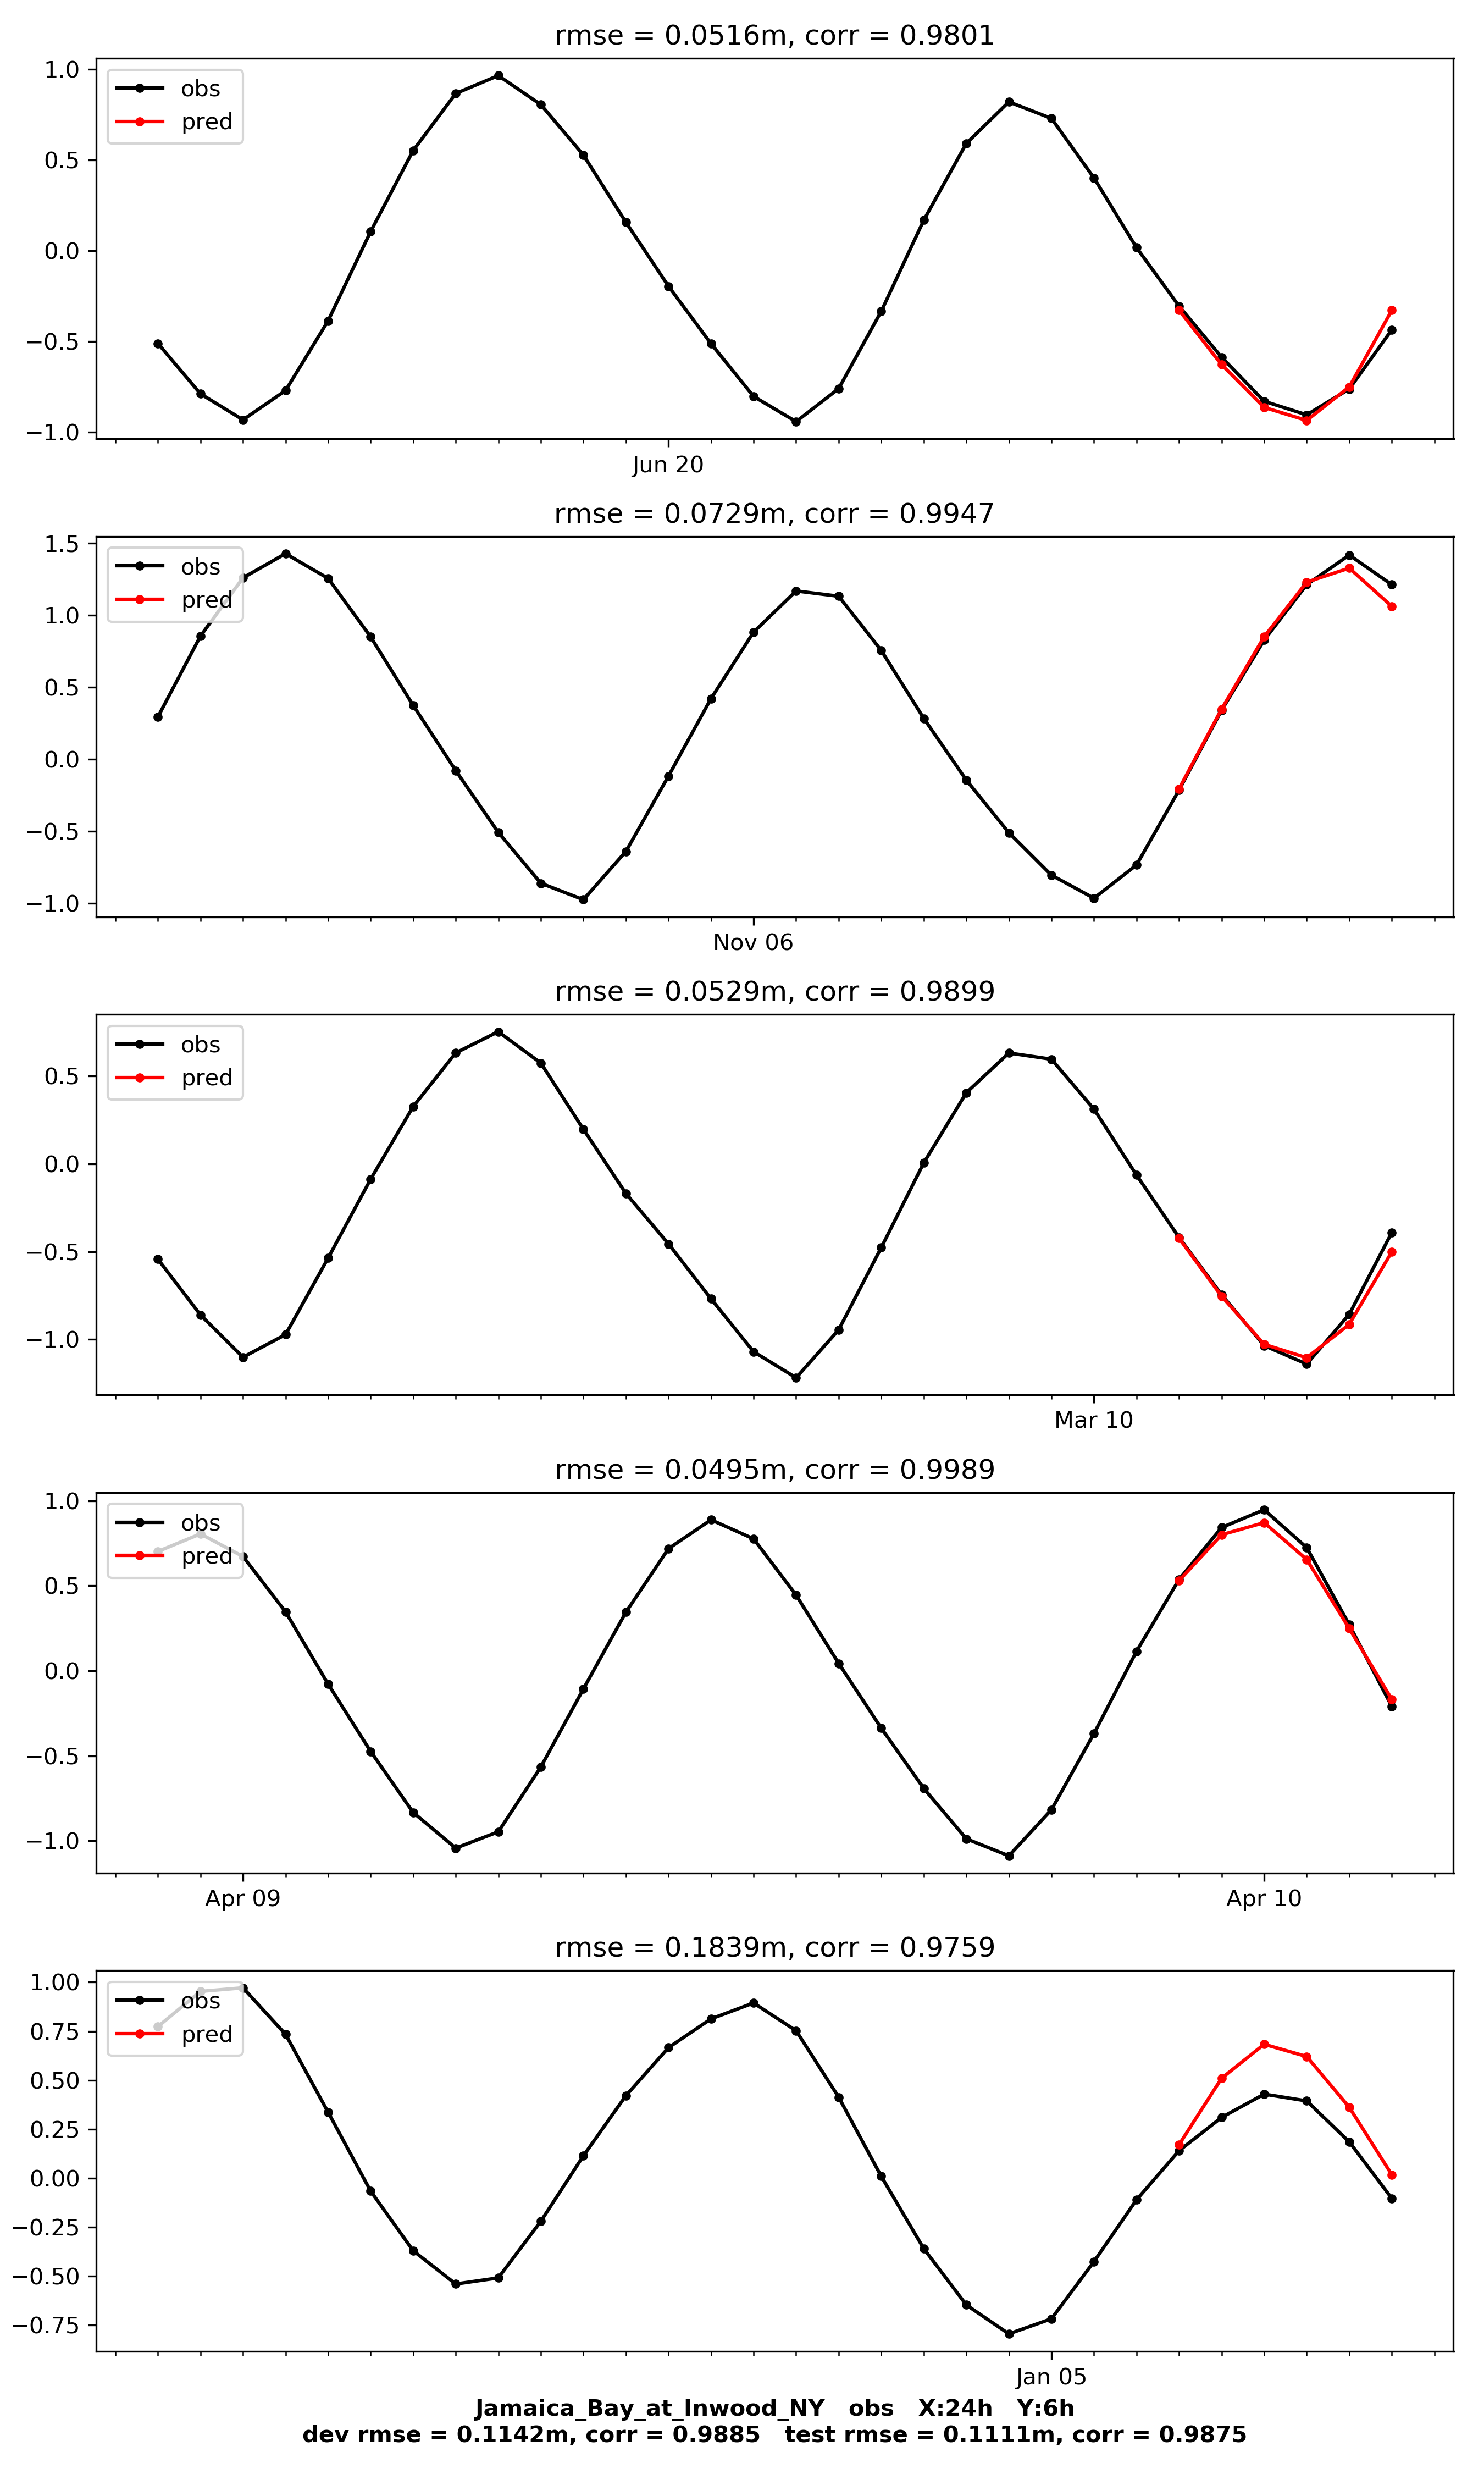 rmse = 0.0516m, corr = 0.9801
1.0
0.5
0.0
−0.5
−1.0
obs
pred
Jun 20
rmse = 0.0729m, corr = 0.9947
1.5
1.0
0.5
0.0
−0.5
−1.0
obs
pred
Nov 06
rmse = 0.0529m, corr = 0.9899
0.5
0.0
−0.5
−1.0
obs
pred
Mar 10
rmse = 0.0495m, corr = 0.9989
1.0
0.5
0.0
−0.5
−1.0
obs
pred
Apr 09 Apr 10
rmse = 0.1839m, corr = 0.9759
1.00
0.75
0.50
0.25
0.00
−0.25
−0.50
−0.75
obs
pred
Jan 05
Jamaica_Bay_at_Inwood_NY obs X:24h Y:6h
dev rmse = 0.1142m, corr = 0.9885 test rmse = 0.1111m, corr = 0.9875